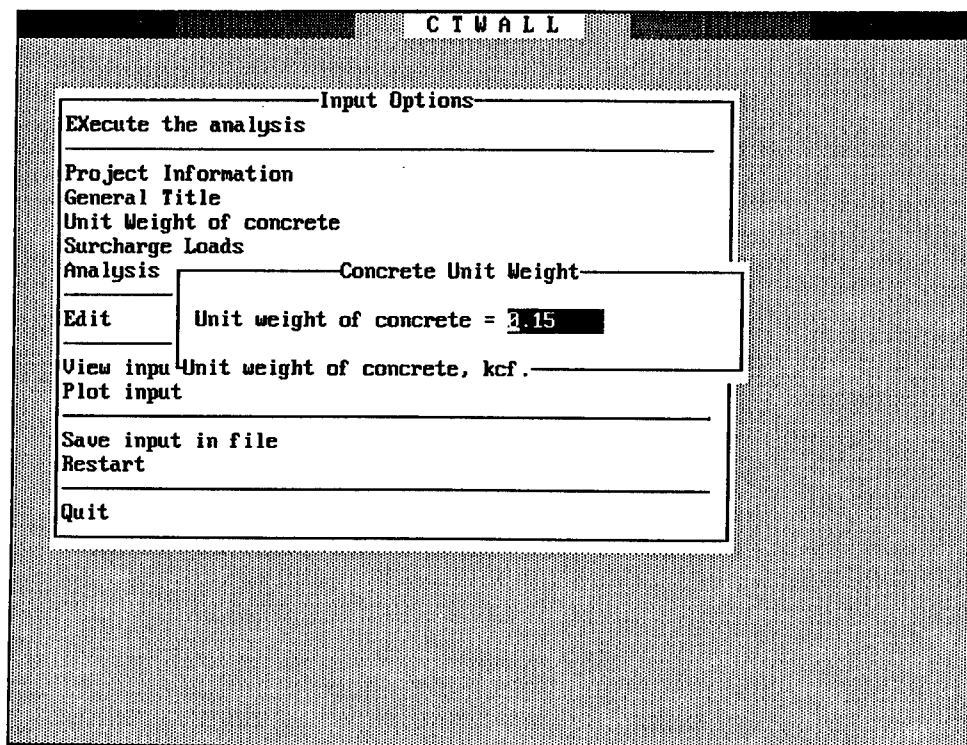 C T W A L L
Input Options
EXecute the analysis
Project Information
General Title
Unit Weight of concrete
Surcharge Loads
Analysis
Concrete Unit Weight
Edit
Unit weight of concrete = 0.15
View inpu
Unit weight of concrete, kcf.
Plot input
Save input in file
Restart
Quit